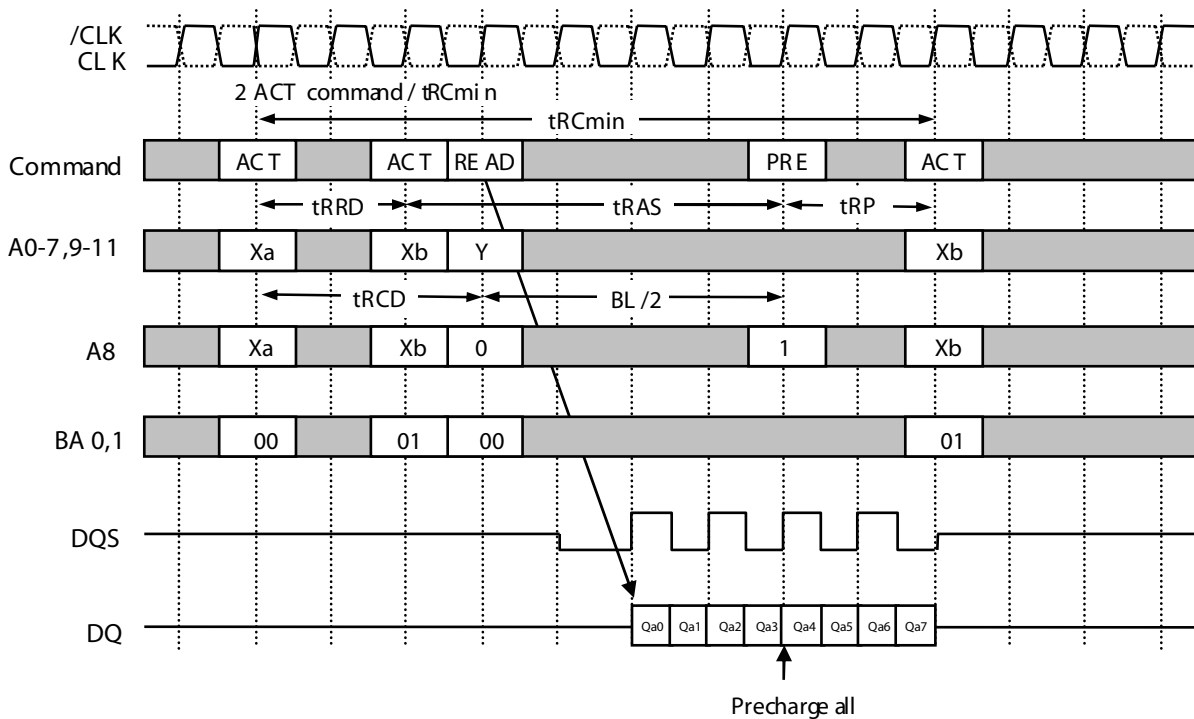 /CLK
CLK
2 ACT command / tRCmin
tRCmin
Command ACT ACT READ PRE ACT
tRRD tRAS tRP
A0-7,9-11 Xa Xb Y Xb
tRCD BL/2
A8 Xa Xb 0 1 Xb
BA 0,1 00 01 00 01
DQS
DQ Qa0 Qa1 Qa2 Qa3 Qa4 Qa5 Qa6 Qa7
Precharge all